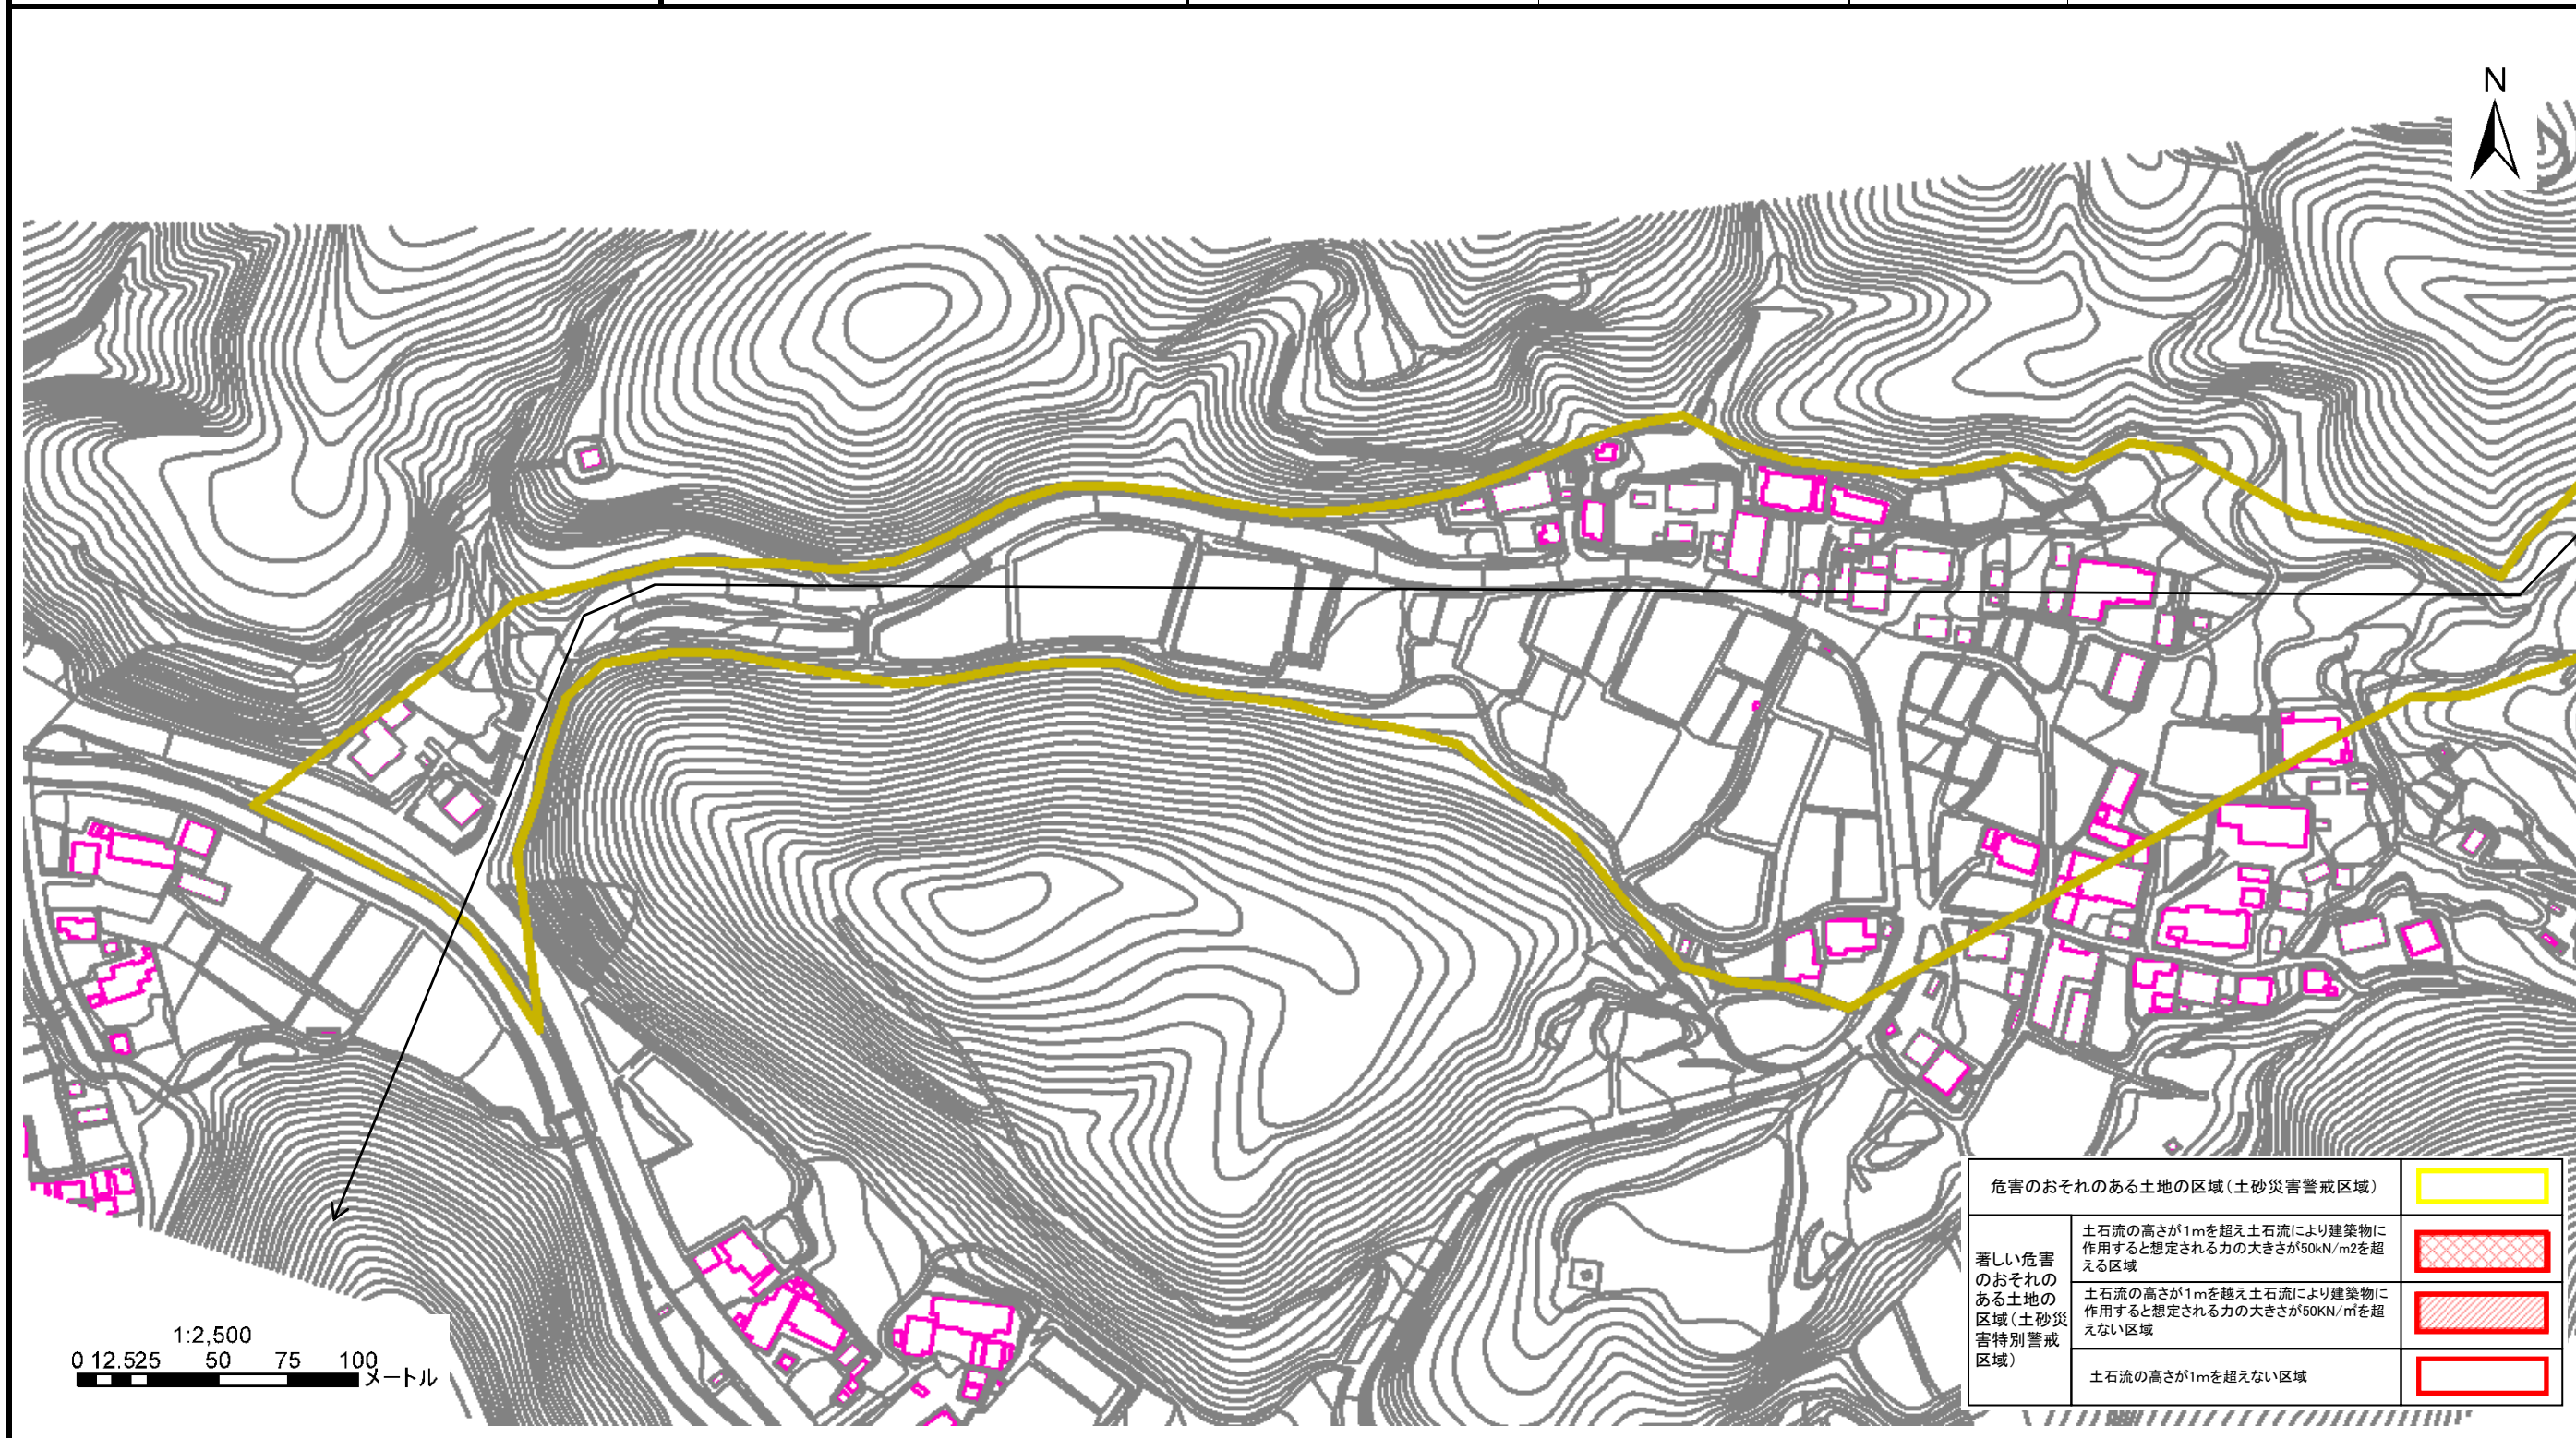 N
危害のおそれのある土地の区域(土砂災害警戒区域)
著しい危害
のおそれの
ある土地の
区域(土砂災
害特別警戒
区域)
土石流の高さが1mを超え土石流により建築物に
作用すると想定される力の大きさが50kN/m2を超
える区域
土石流の高さが1mを越え土石流により建築物に
作用すると想定される力の大きさが50KN/㎡を超
えない区域
土石流の高さが1mを超えない区域
1:2,500
0 12.525 50 75 100
メートル